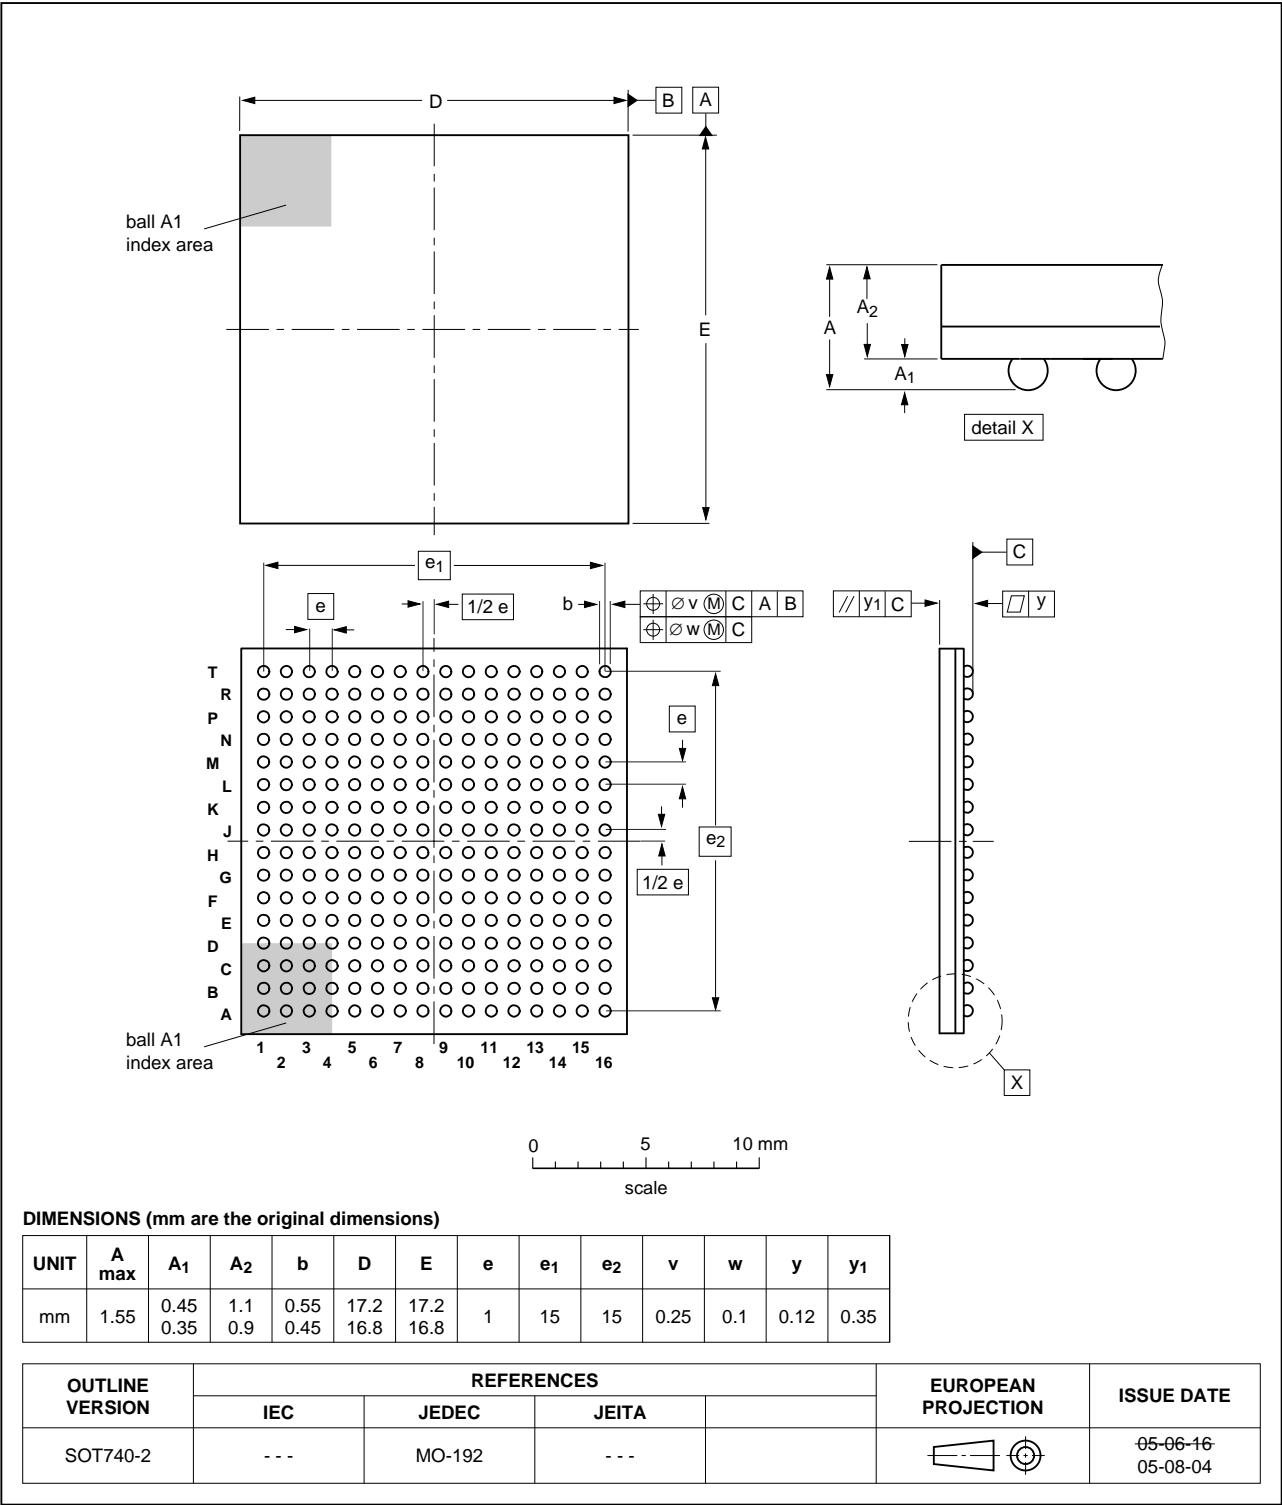 D
B
A
ball A1
index area
E
A
A2
A1
detail X
e1
e
1/2 e
b
⌀ v M C A B
⌀ w M C
// y1 C
C
y
T
R
P
N
M
L
K
J
H
G
F
E
D
C
B
A
e
e2
1/2 e
ball A1
index area
1 3 5 7 9 11 13 15
2 4 6 8 10 12 14 16
X
0 5 10 mm
scale
DIMENSIONS (mm are the original dimensions)
UNIT A max A1 A2 b D E e e1 e2 v w y y1
mm 1.55 0.45 0.35 1.1 0.9 0.55 0.45 17.2 16.8 17.2 16.8 1 15 15 0.25 0.1 0.12 0.35
OUTLINE VERSION REFERENCES EUROPEAN PROJECTION ISSUE DATE
IEC JEDEC JEITA
SOT740-2 - - - MO-192 - - - 05-06-16
05-08-04